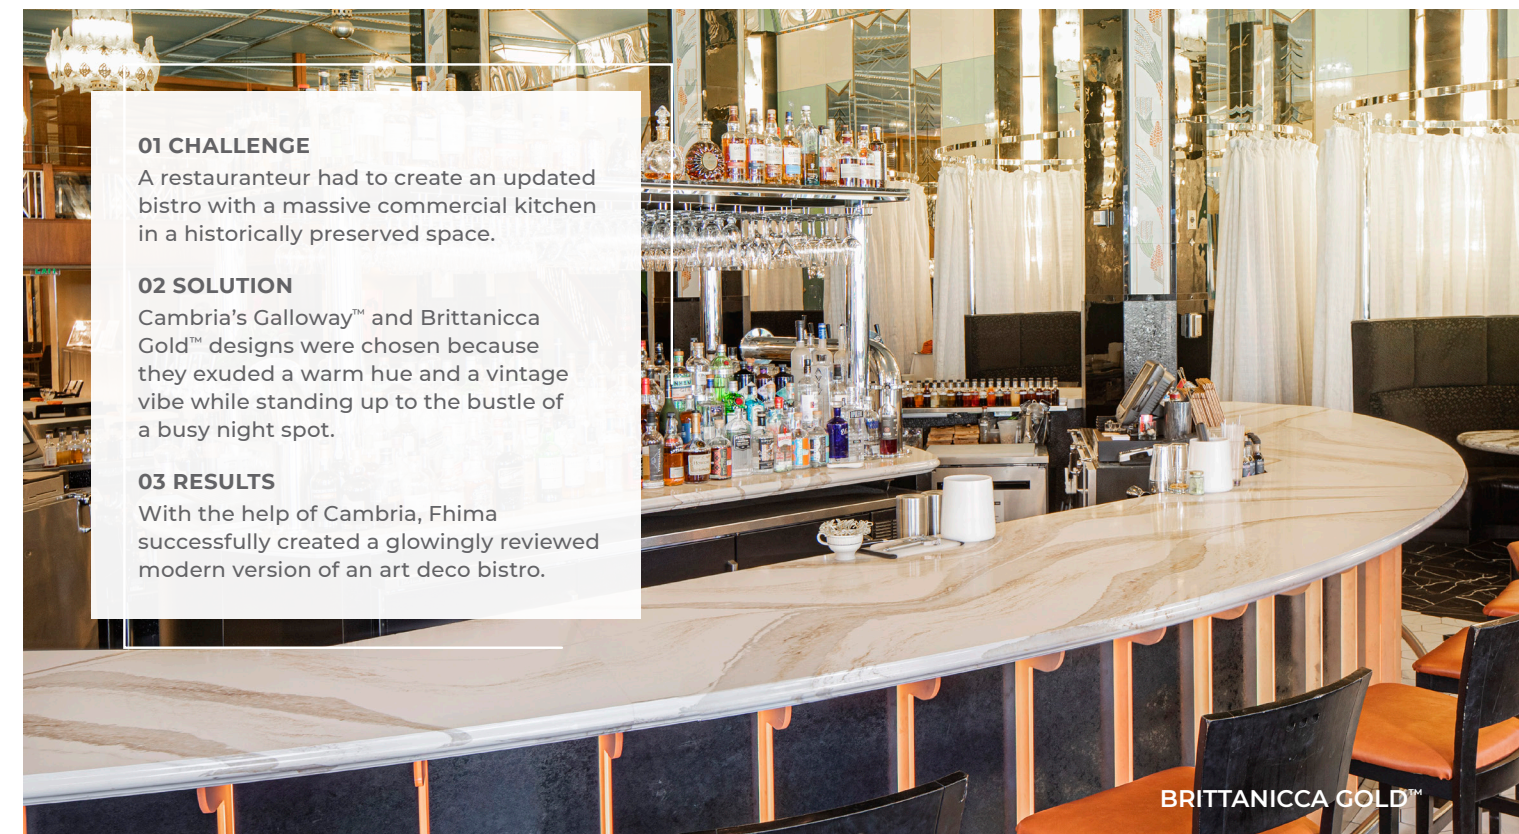 01 CHALLENGE
A restauranteur had to create an updated
bistro with a massive commercial kitchen
in a historically preserved space.
02 SOLUTION
Cambria’s Galloway™ and Brittanicca
Gold™ designs were chosen because
they exuded a warm hue and a vintage
vibe while standing up to the bustle of
a busy night spot.
03 RESULTS
With the help of Cambria, Fhima
successfully created a glowingly reviewed
modern version of an art deco bistro.
BRITTANICCA GOLD™